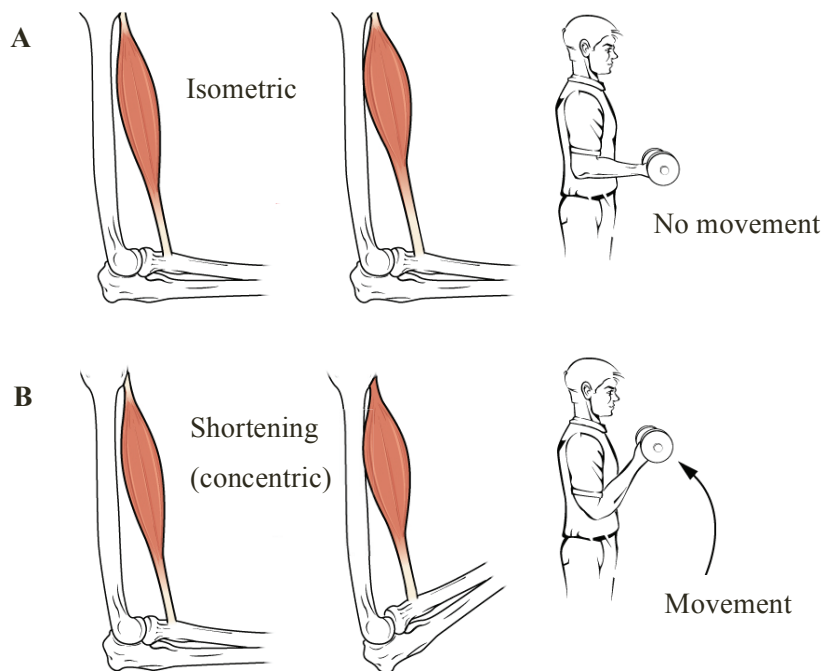 A
Isometric
No movement
B
Shortening
(concentric)
Movement